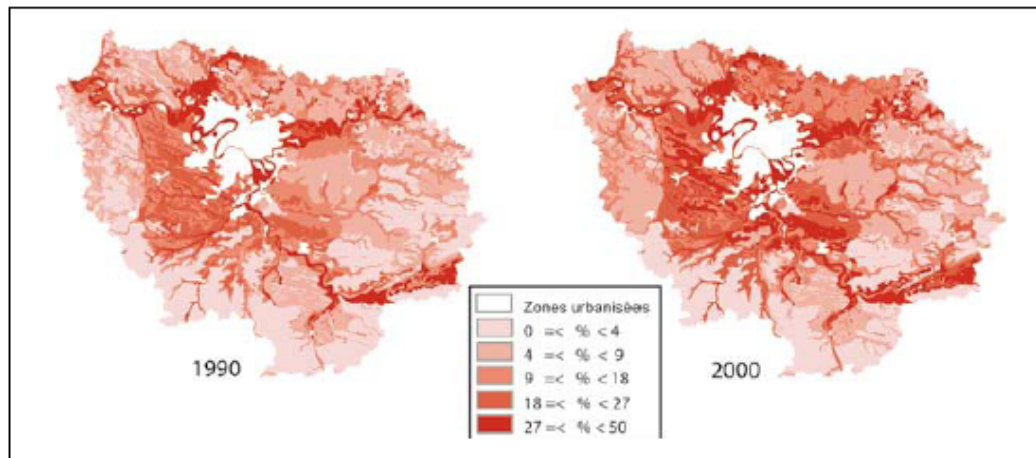 1990
2000
Zones urbanisées
0 =< % < 4
4 =< % < 9
9 =< % < 18
18 =< % < 27
27 =< % < 50